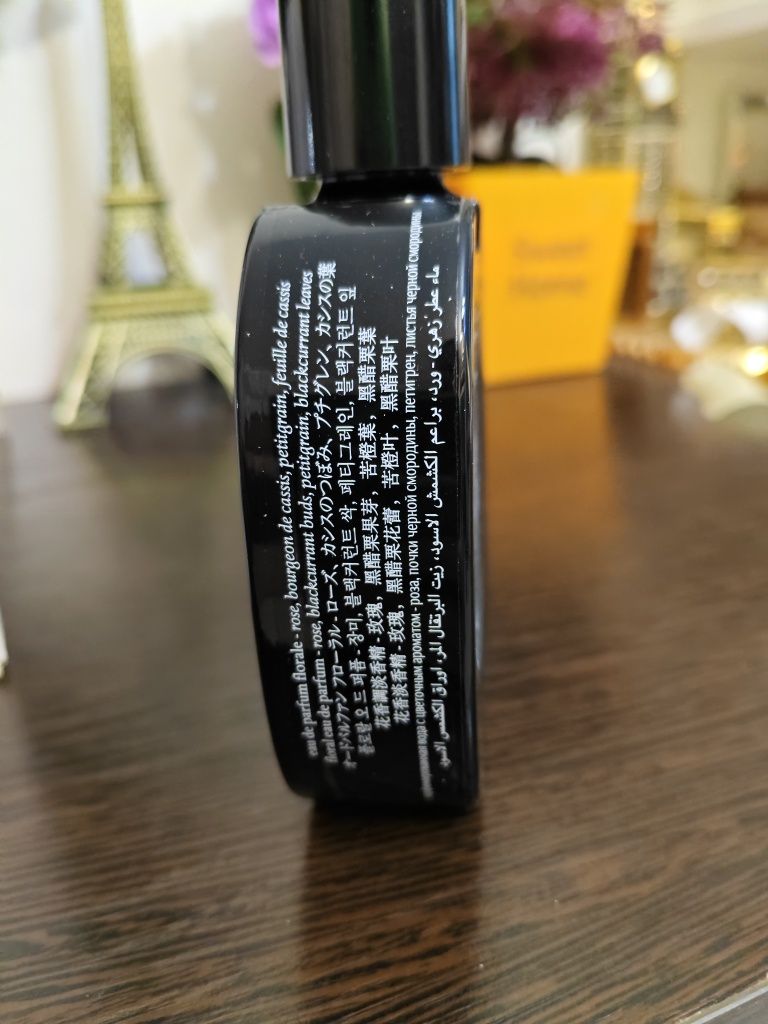 eau de parfum florale - rose, bourgeon de cassis, petitgrain, feuille de cassis
floral eau de parfum - rose, blackcurrant buds, petitgrain, blackcurrant leaves
オードパルファン フローラル - ローズ、カシスのつぼみ、プチグレン、カシスの葉
플로랄 오 드 퍼퓸 - 장미, 블랙커런트 싹, 페티그레인, 블랙커런트 잎
花香調淡香精 - 玫瑰, 黑醋栗果芽, 苦橙葉, 黑醋栗葉
花香淡香精 - 玫瑰, 黑醋栗花蕾, 苦橙叶, 黑醋栗叶
парфюмированная вода с цветочным ароматом - роза, почки черной смородины, петигрен, листья черной смородины
ماء عطر زهري - ورد، براعم الكشمش الاسود، زيت البرتقال المر، اوراق الكشمش الاسود